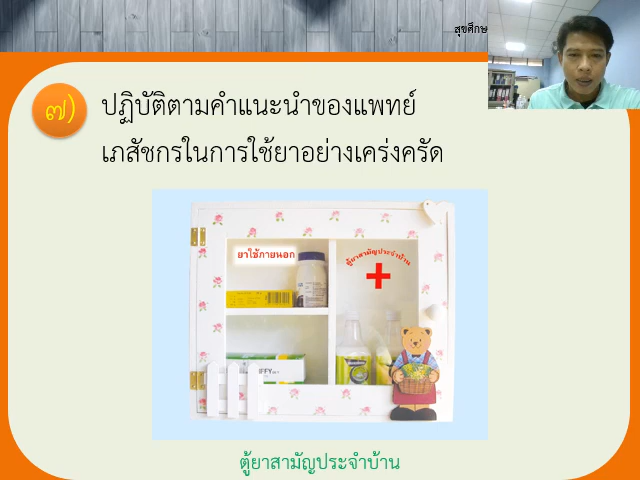 สุขศึกษ
๗)
ปฏิบัติตามคำแนะนำของแพทย์
เภสัชกรในการใช้ยาอย่างเคร่งครัด
ยาใช้ภายนอก
ตู้ยาสามัญประจำบ้าน
ตู้ยาสามัญประจำบ้าน